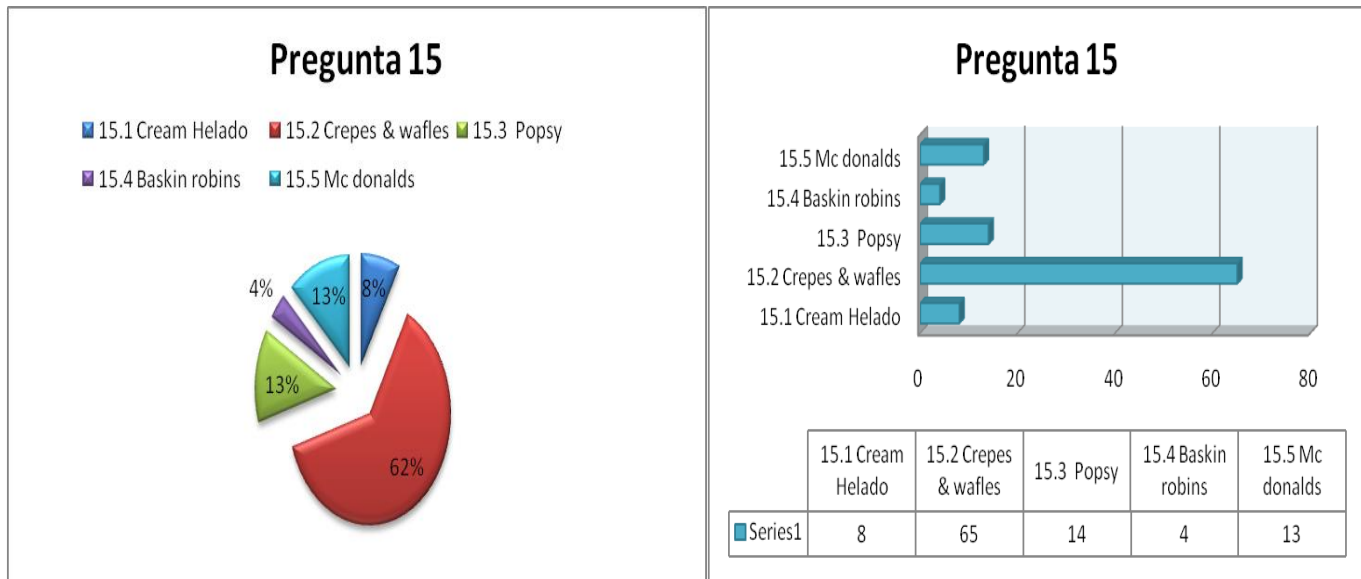 Pregunta 15
15.1 Cream Helado 15.2 Crepes & wafles 15.3 Popsy
15.4 Baskin robins 15.5 Mc donalds
4% 13% 8%
13%
62%
Pregunta 15
15.5 Mc donalds
15.4 Baskin robins
15.3 Popsy
15.2 Crepes & wafles
15.1 Cream Helado
0 20 40 60 80
15.1 Cream Helado 15.2 Crepes & wafles 15.3 Popsy 15.4 Baskin robins 15.5 Mc donalds
Series1 8 65 14 4 13